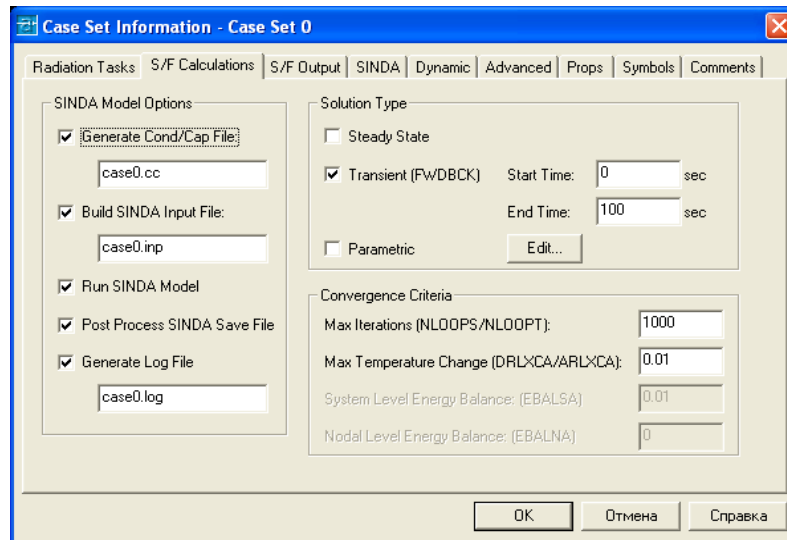 Case Set Information - Case Set 0
Radiation Tasks S/F Calculations S/F Output SINDA Dynamic Advanced Props Symbols Comments
SINDA Model Options
Generate Cond/Cap File:
case0.cc
Build SINDA Input File:
case0.inp
Run SINDA Model
Post Process SINDA Save File
Generate Log File
case0.log
Solution Type
Steady State
Transient (FWDBCK) Start Time: 0 sec
End Time: 100 sec
Parametric Edit...
Convergence Criteria
Max Iterations (NLOOPS/NLOOPT): 1000
Max Temperature Change (DRLXCA/ARLXCA): 0.01
System Level Energy Balance: (EBALSA) 0.01
Nodal Level Energy Balance: (EBALNA) 0
OK Отмена Справка